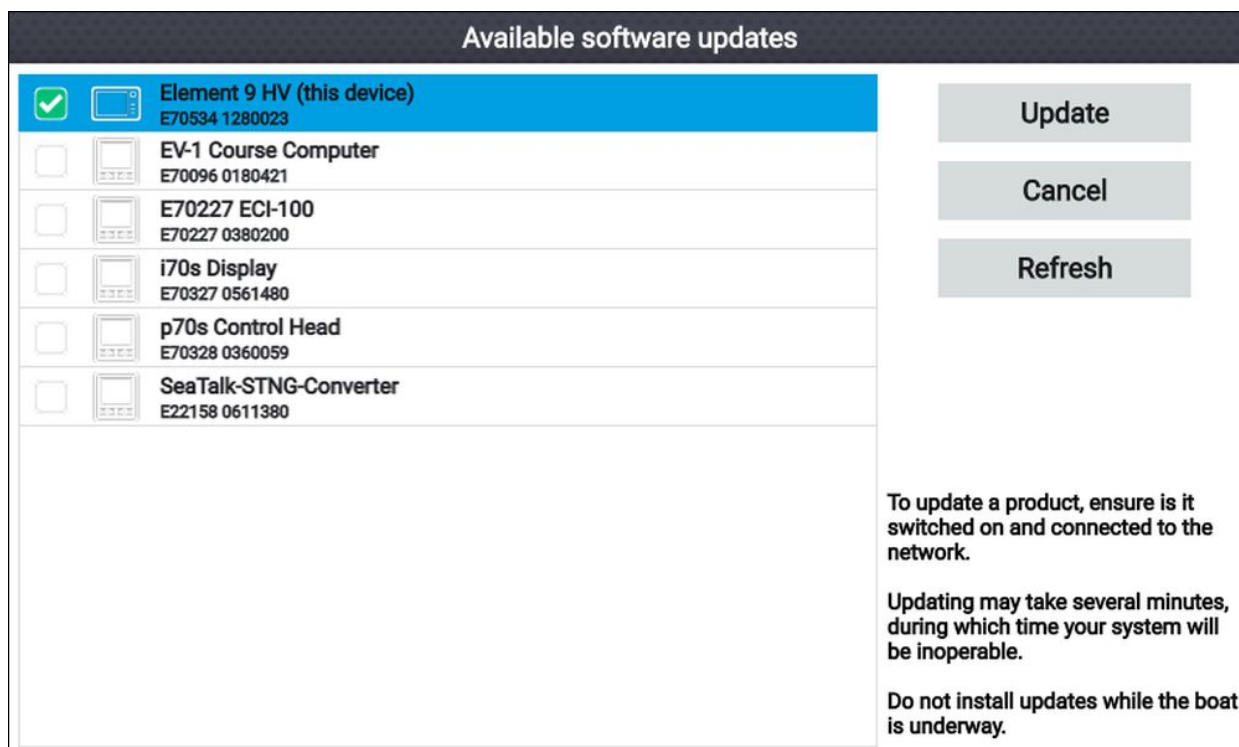 Available software updates
Element 9 HV (this device)
E70534 1280023
EV-1 Course Computer
E70096 0180421
E70227 ECI-100
E70227 0380200
i70s Display
E70327 0561480
p70s Control Head
E70328 0360059
SeaTalk-STNG-Converter
E22158 0611380
Update
Cancel
Refresh
To update a product, ensure is it
switched on and connected to the
network.
Updating may take several minutes,
during which time your system will
be inoperable.
Do not install updates while the boat
is underway.